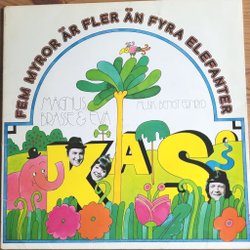 FEM MYROR ÄR FLER ÄN FYRA ELEFANTER
MAGNUS
BRASSE & EVA
MUSIK BENGT ERNRYD
KAS